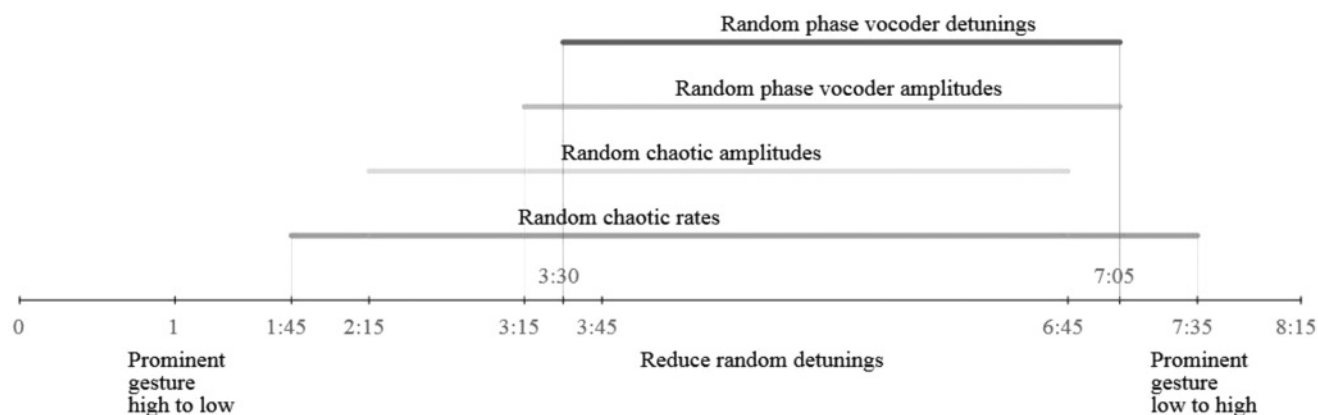 Random phase vocoder detunings
Random phase vocoder amplitudes
Random chaotic amplitudes
Random chaotic rates
3:30 7:05
0 1 1:45 2:15 3:15 3:45 6:45 7:35 8:15
Prominent Reduce random detunings Prominent
gesture gesture
high to low low to high